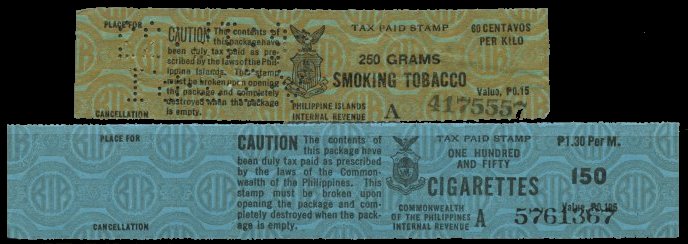 PLACE FOR
CANCELLATION
CAUTION The contents of
this package have
been duly tax paid as pre-
scribed by the laws of the Phil-
ippine Islands. This stamp
must be broken upon opening
the package and completely
destroyed when the package
is empty.
PHILIPPINE ISLANDS
INTERNAL REVENUE
TAX PAID STAMP
250 GRAMS
SMOKING TOBACCO
A 4175557
60 CENTAVOS
PER KILO
Value, ₱0.15
PLACE FOR
CANCELLATION
CAUTION The contents of
this package have
been duly tax paid as prescribed
by the laws of the Common-
wealth of the Philippines. This
stamp must be broken upon
opening the package and com-
pletely destroyed when the pack-
age is empty.
COMMONWEALTH
OF THE PHILIPPINES
INTERNAL REVENUE
TAX PAID STAMP
ONE HUNDRED
AND FIFTY
CIGARETTES
A 5761367
₱1.30 Per M.
150
Value, ₱0.195
BIR